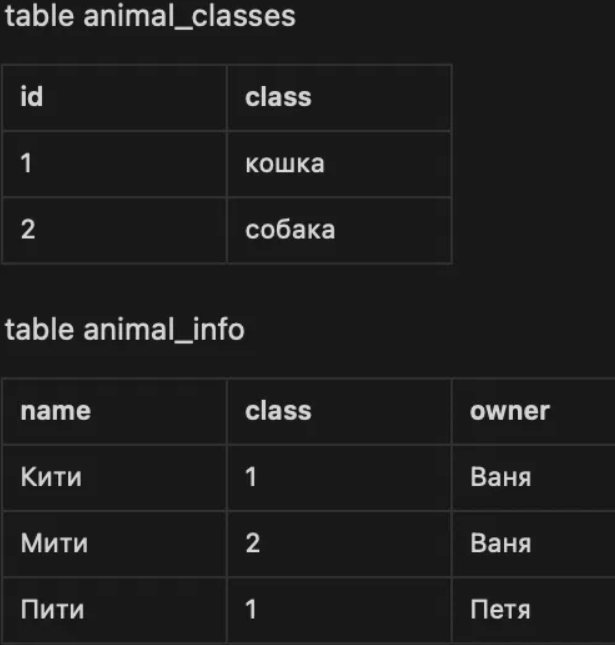 table animal_classes
id class
1 кошка
2 собака
table animal_info
name class owner
Кити 1 Ваня
Мити 2 Ваня
Пити 1 Петя